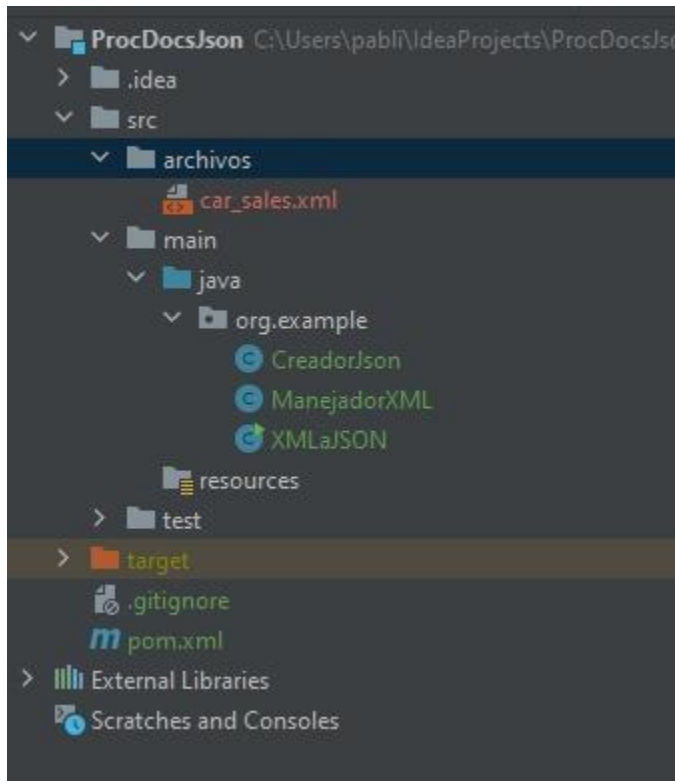 ProcDocsJson C:\Users\pabli\IdeaProjects\ProcDocsJso
.idea
src
archivos
car_sales.xml
main
java
org.example
CreadorJson
ManejadorXML
XMLaJSON
resources
test
target
.gitignore
pom.xml
External Libraries
Scratches and Consoles